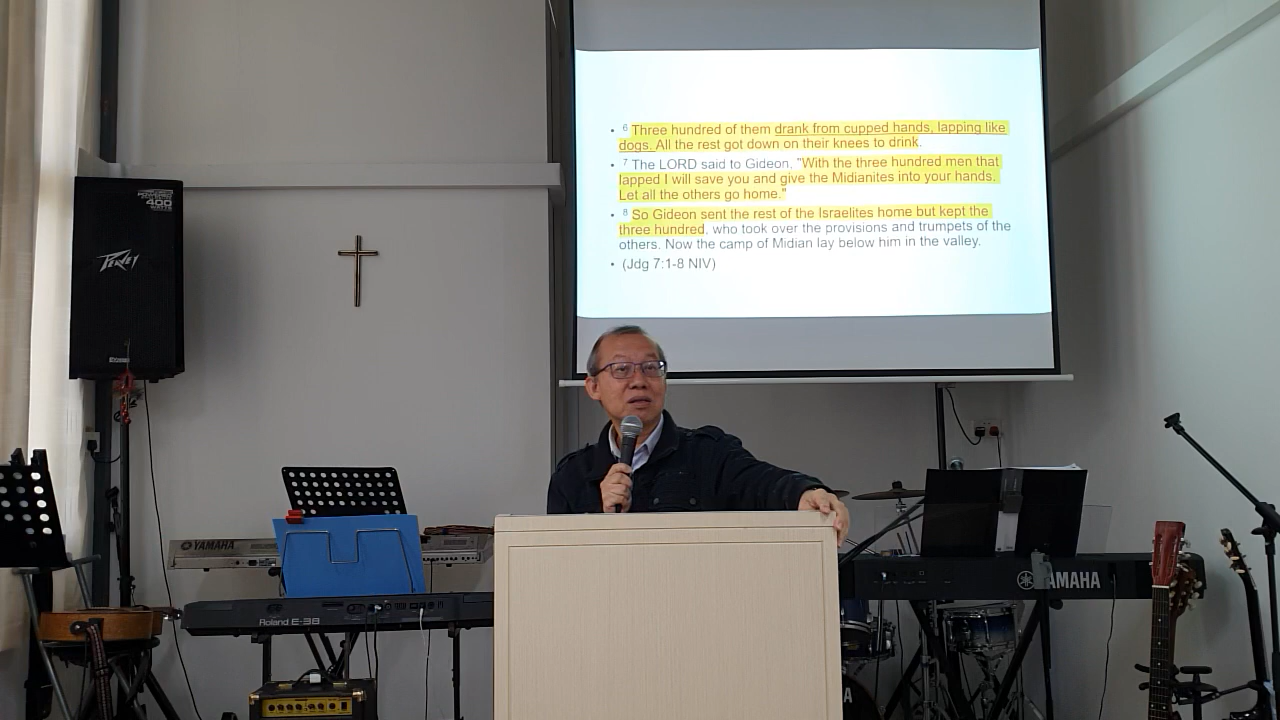 6 Three hundred of them drank from cupped hands, lapping like
dogs. All the rest got down on their knees to drink.
7 The LORD said to Gideon, "With the three hundred men that
lapped I will save you and give the Midianites into your hands.
Let all the others go home."
8 So Gideon sent the rest of the Israelites home but kept the
three hundred, who took over the provisions and trumpets of the
others. Now the camp of Midian lay below him in the valley.
(Jdg 7:1-8 NIV)
POWERED
400
WATTS
PEAVEY
YAMAHA
Roland E-38
YAMAHA